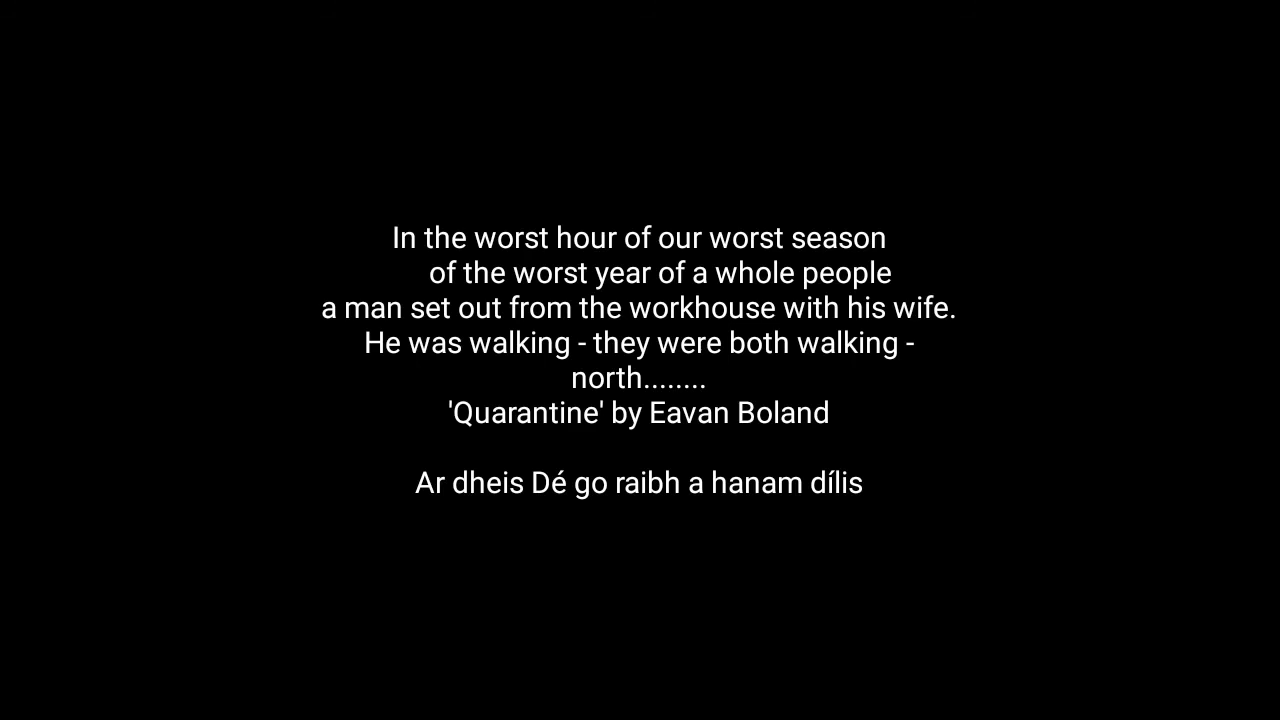 In the worst hour of our worst season
of the worst year of a whole people
a man set out from the workhouse with his wife.
He was walking - they were both walking -
north........
'Quarantine' by Eavan Boland
Ar dheis Dé go raibh a hanam dílis